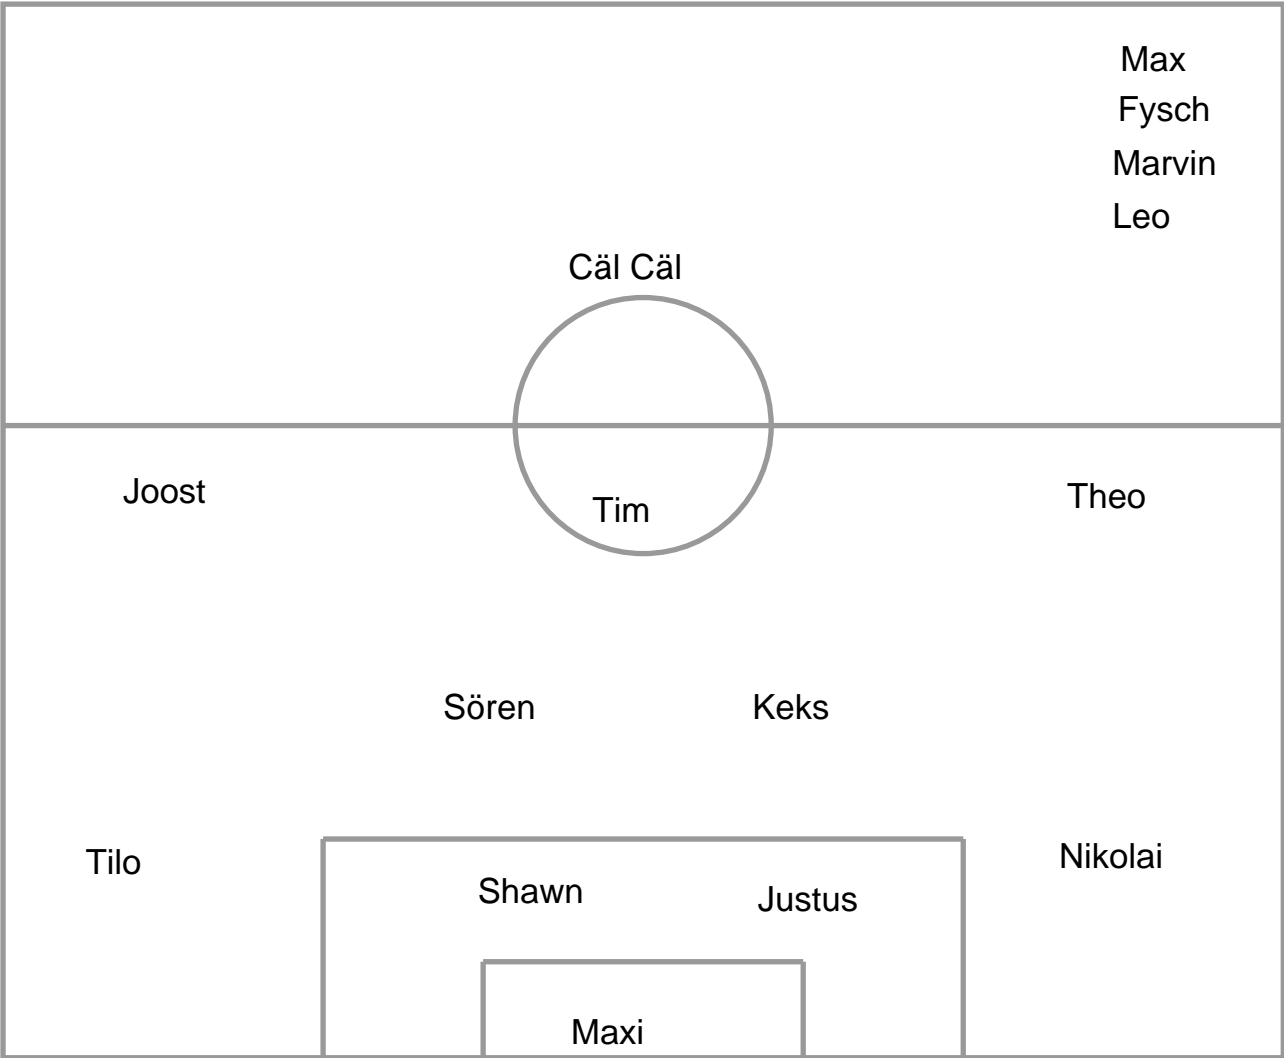 Max
Fysch
Marvin
Leo
Cäl Cäl
Joost
Tim
Theo
Sören
Keks
Tilo
Nikolai
Shawn
Justus
Maxi